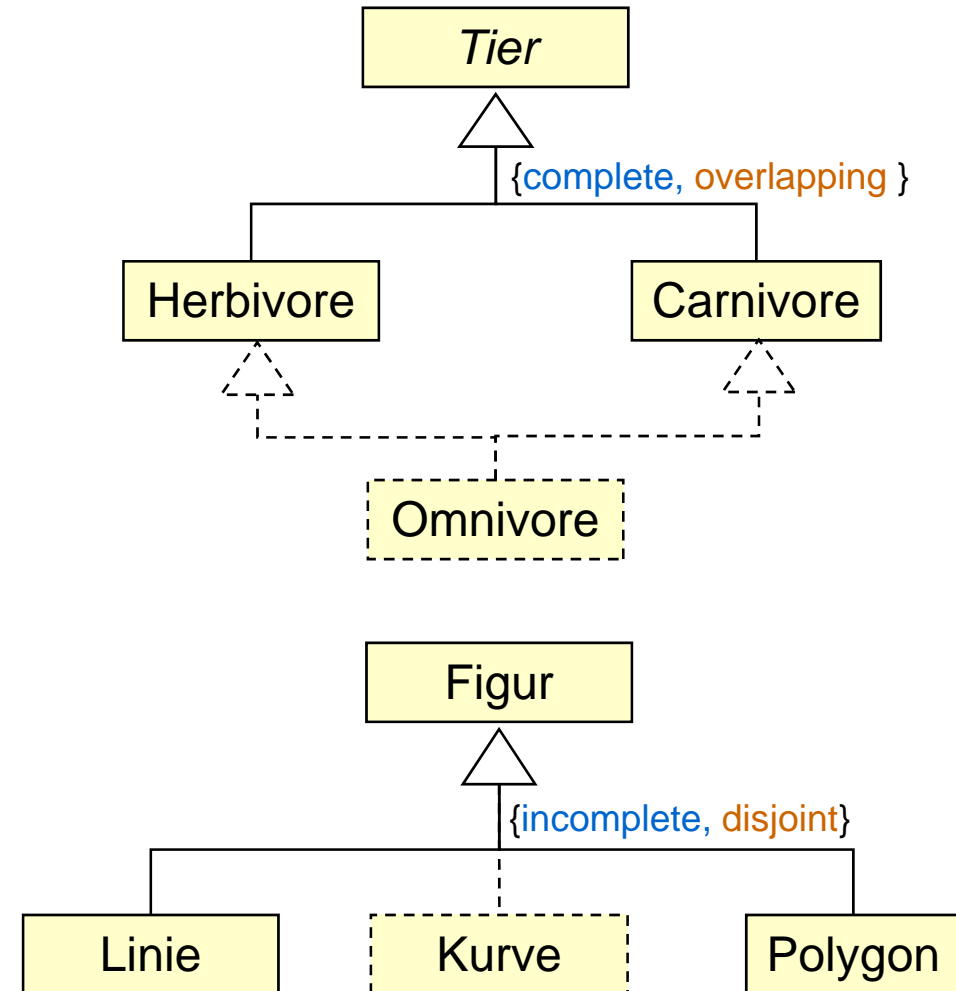 Tier
{complete, overlapping }
Herbivore Carnivore
Omnivore
Figur
{incomplete, disjoint}
Linie Kurve Polygon